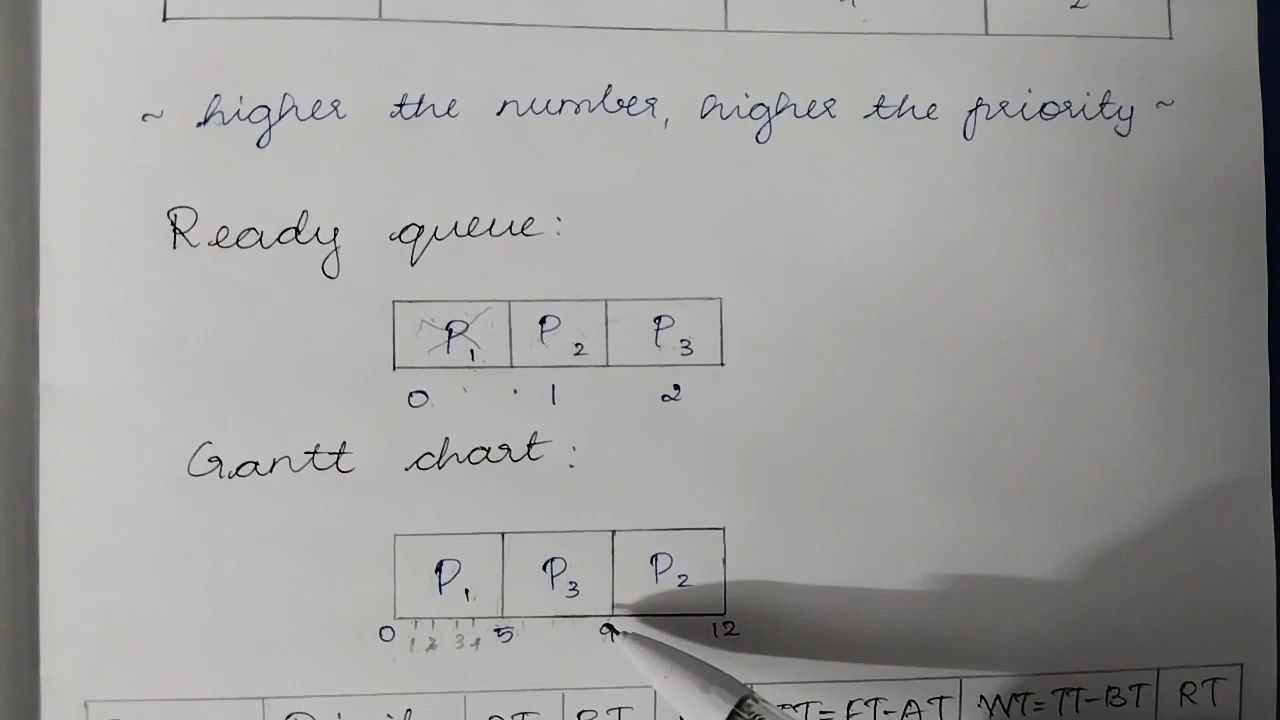 2
~ higher the number, higher the priority ~
Ready queue:
P1 P2 P3
0 1 2
Gantt chart:
P1 P3 P2
0 1 2 3 4 5 9 12
TT=FT-AT WT=TT-BT RT